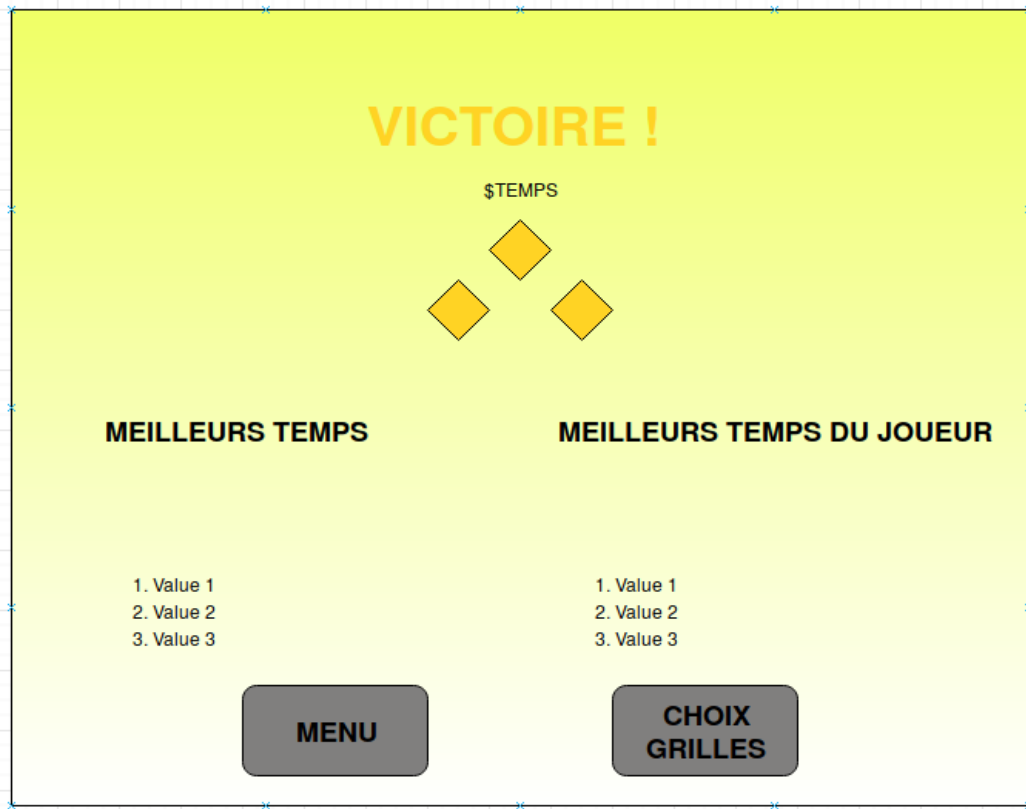 VICTOIRE !
$TEMPS
MEILLEURS TEMPS
MEILLEURS TEMPS DU JOUEUR
1. Value 1
2. Value 2
3. Value 3
1. Value 1
2. Value 2
3. Value 3
MENU
CHOIX
GRILLES